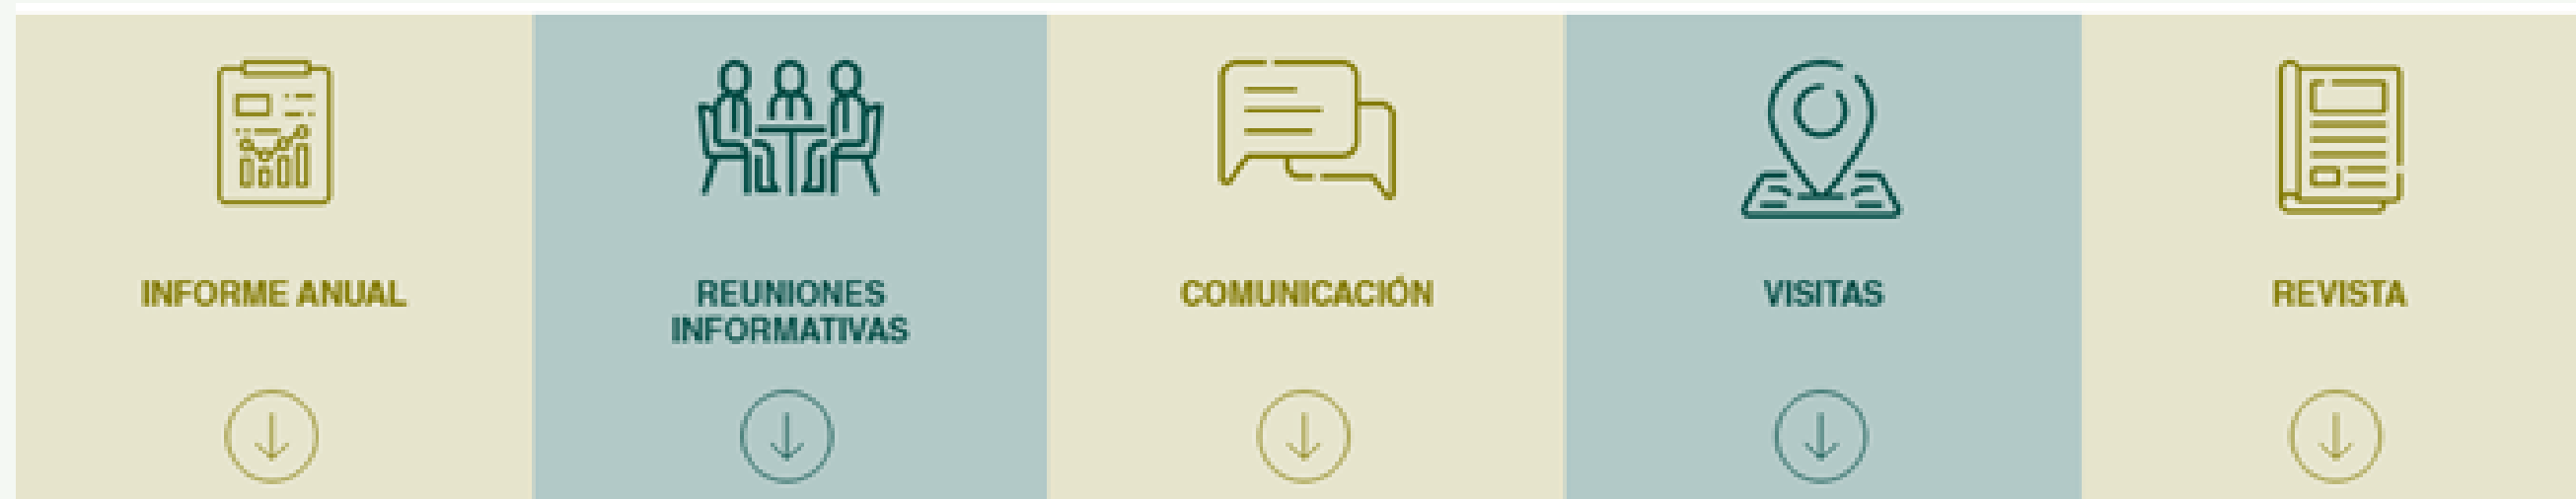 INFORME ANUAL
REUNIONES
INFORMATIVAS
COMUNICACIÓN
VISITAS
REVISTA